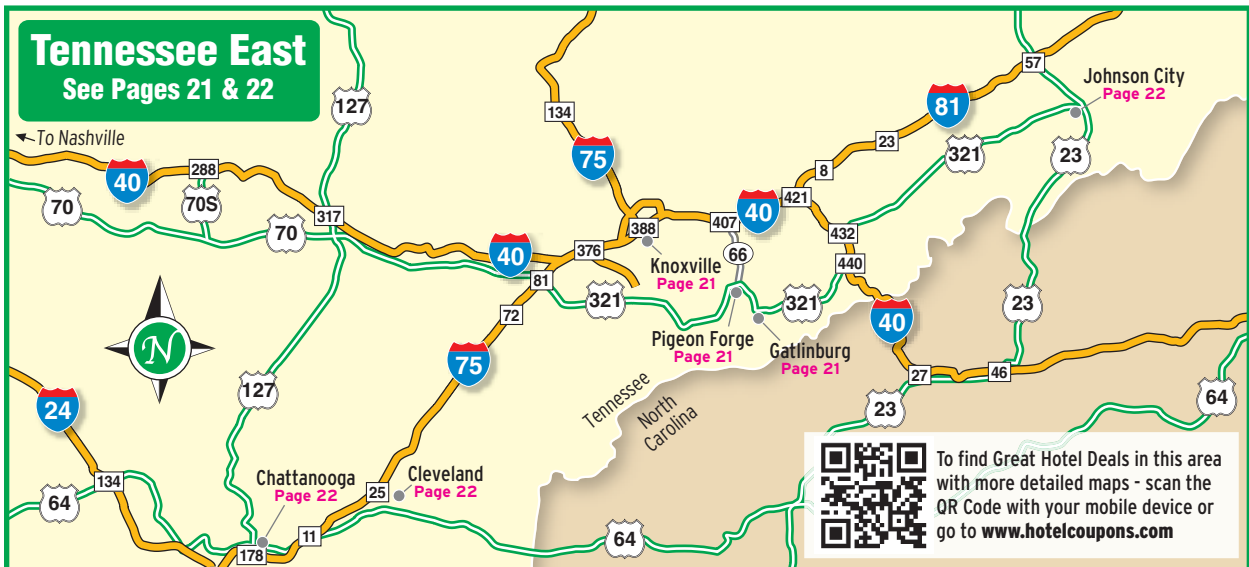 Tennessee East
See Pages 21 & 22
To Nashville
127
134
75
57
Johnson City
Page 22
81
23
321
23
8
40
288
70
70S
317
70
421
40
407
432
388
Knoxville
Page 21
66
376
40
440
81
321
321
Pigeon Forge
Page 21
Gatlinburg
Page 21
72
40
23
N
75
27
46
127
Tennessee
North
Carolina
23
64
24
134
64
Chattanooga
Page 22
Cleveland
Page 22
25
11
178
64
To find Great Hotel Deals in this area
with more detailed maps - scan the
QR Code with your mobile device or
go to www.hotelcoupons.com